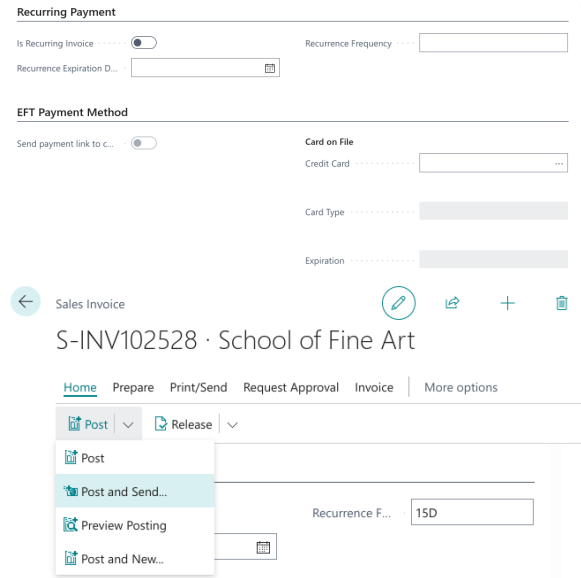 Recurring Payment
Is Recurring Invoice
Recurrence Frequency
Recurrence Expiration D...
EFT Payment Method
Send payment link to c...
Card on File
Credit Card
...
Card Type
Expiration
Sales Invoice
S-INV102528 · School of Fine Art
Home Prepare Print/Send Request Approval Invoice More options
Post Release
Post
Post and Send...
Preview Posting
Recurrence F... 15D
Post and New...